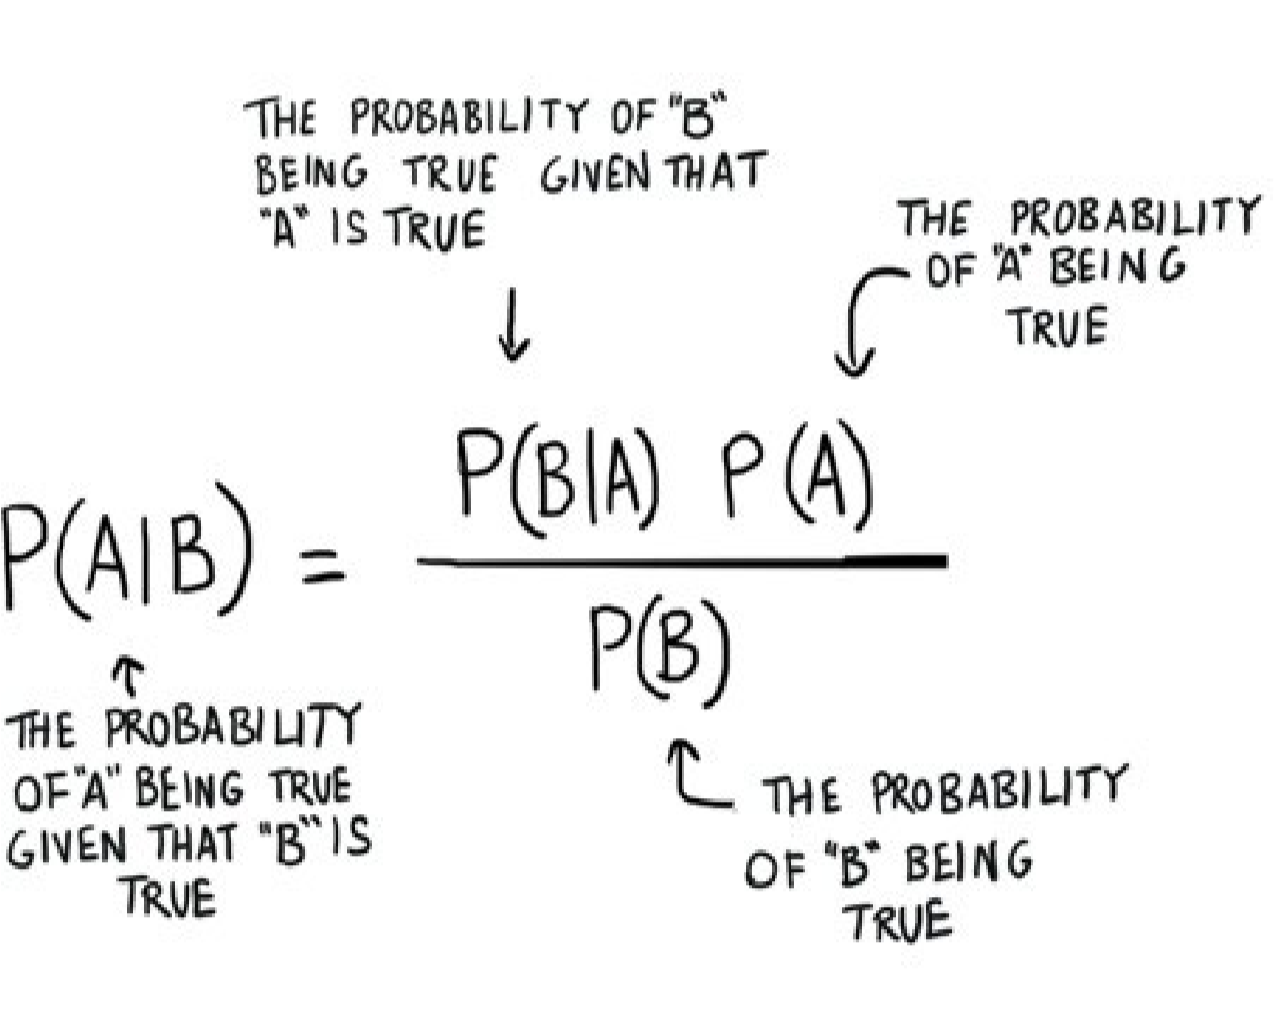 THE PROBABILITY OF "B"
BEING TRUE GIVEN THAT
"A" IS TRUE
THE PROBABILITY
OF "A" BEING
TRUE
P(B|A) P(A)
P(A|B) =
P(B)
THE PROBABILITY
OF "A" BEING TRUE
GIVEN THAT "B" IS
TRUE
THE PROBABILITY
OF "B" BEING
TRUE